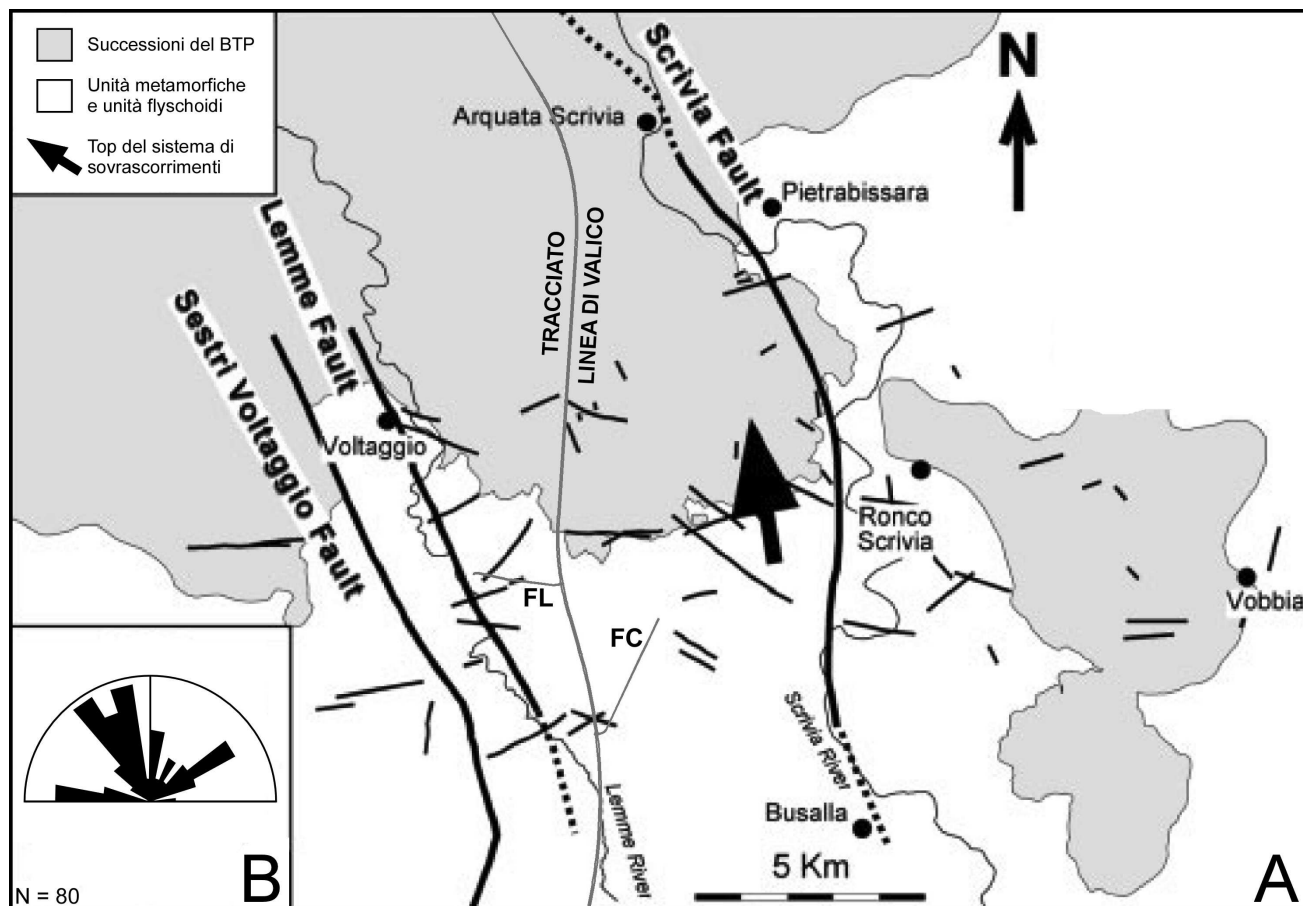 Successioni del BTP
Unità metamorfiche
e unità flyschoidi
Top del sistema di
sovrascorrimenti
Scrivia Fault
N
Arquata Scrivia
Pietrabissara
Lemme Fault
TRACCIATO
LINEA DI VALICO
Sestri Voltaggio Fault
Voltaggio
Ronco
Scrivia
Vobbia
FL
FC
Scrivia River
Lemme River
Busalla
5 Km
N = 80
B
A